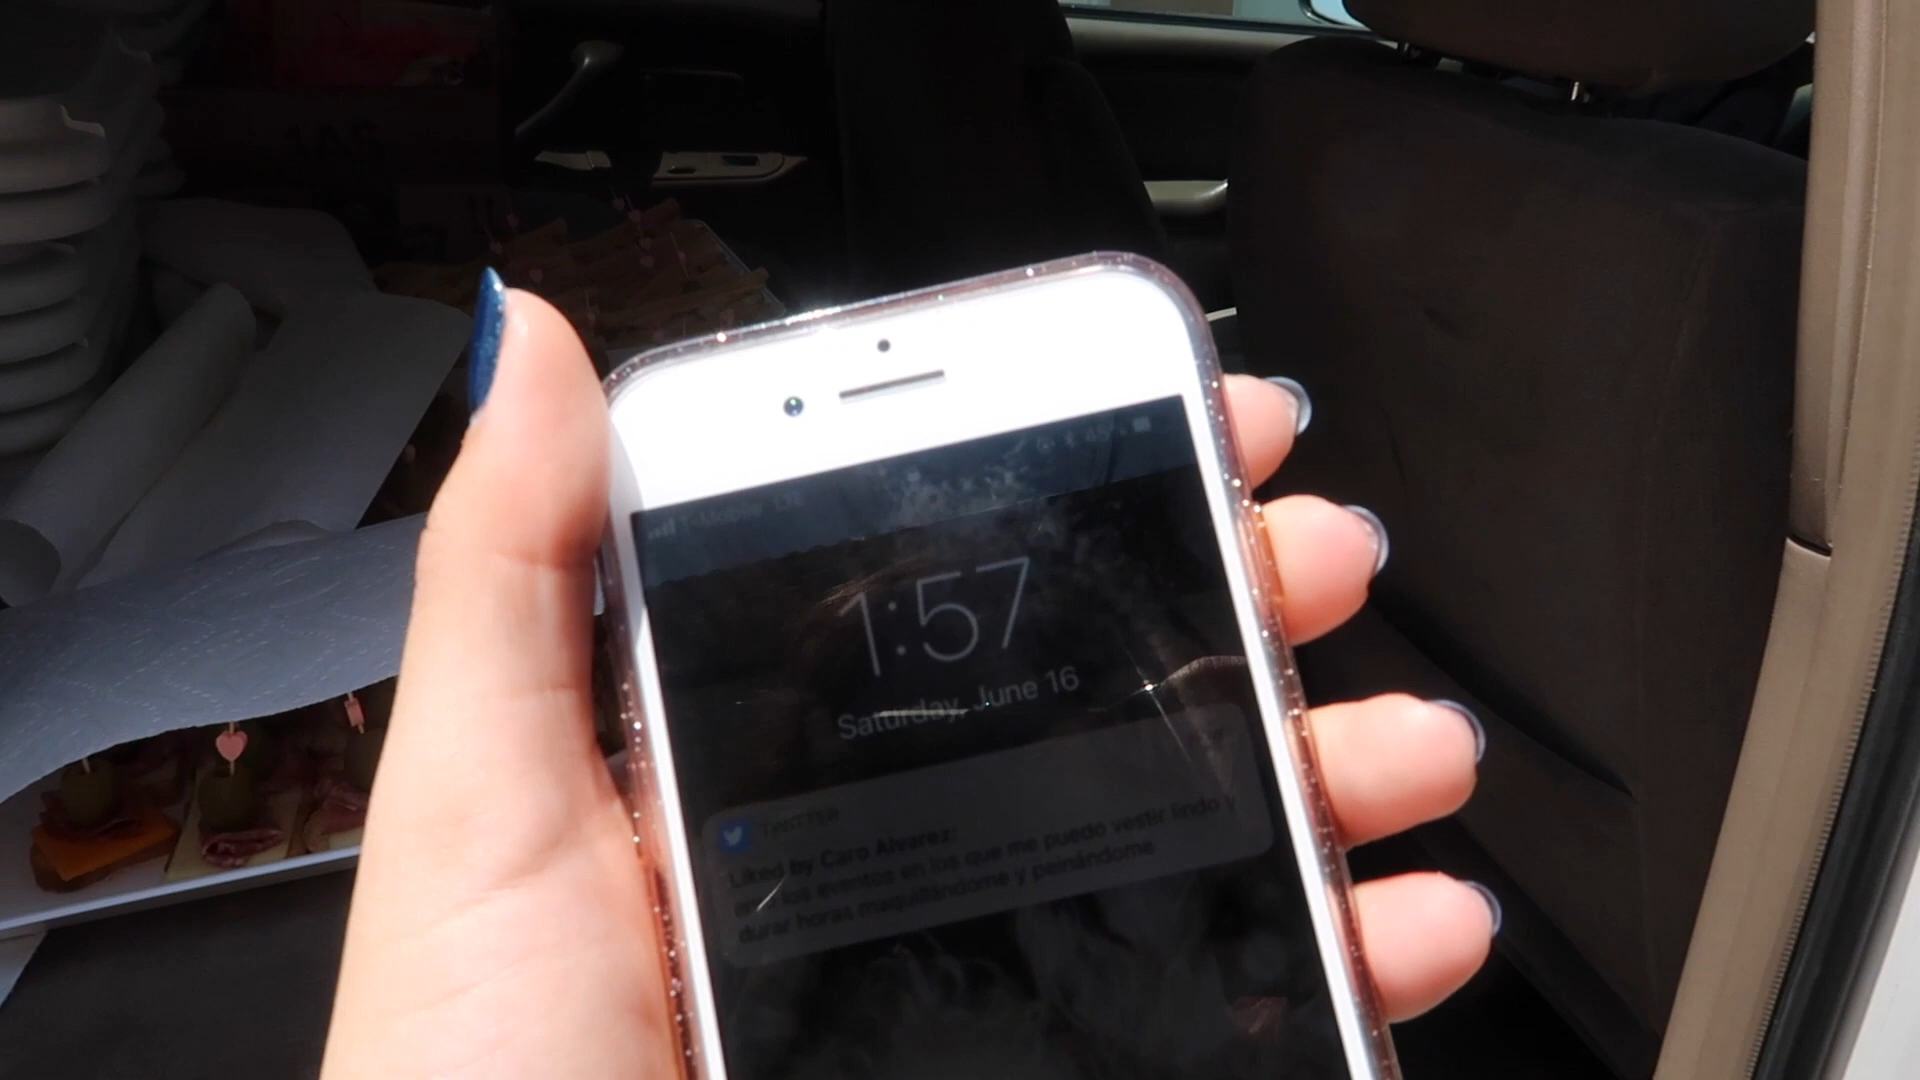 T-Mobile LTE 45%
1:57
Saturday, June 16
TWITTER
Liked by Caro Alvarez:
los eventos en los que me puedo vestir lindo y
durar horas maquillándome y peinándome